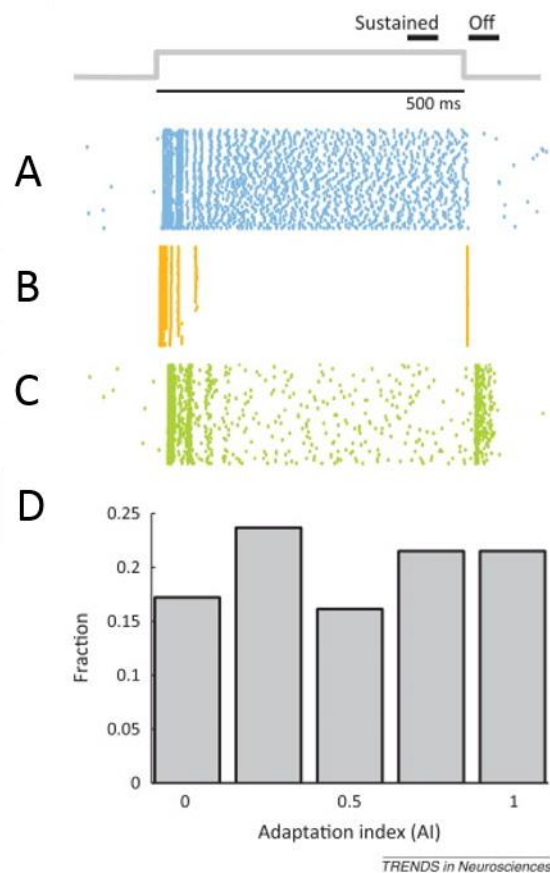 Sustained Off
500 ms
A
B
C
D
0.25
0.2
0.15
0.1
0.05
0
Fraction
0 0.5 1
Adaptation index (AI)
TRENDS in Neurosciences